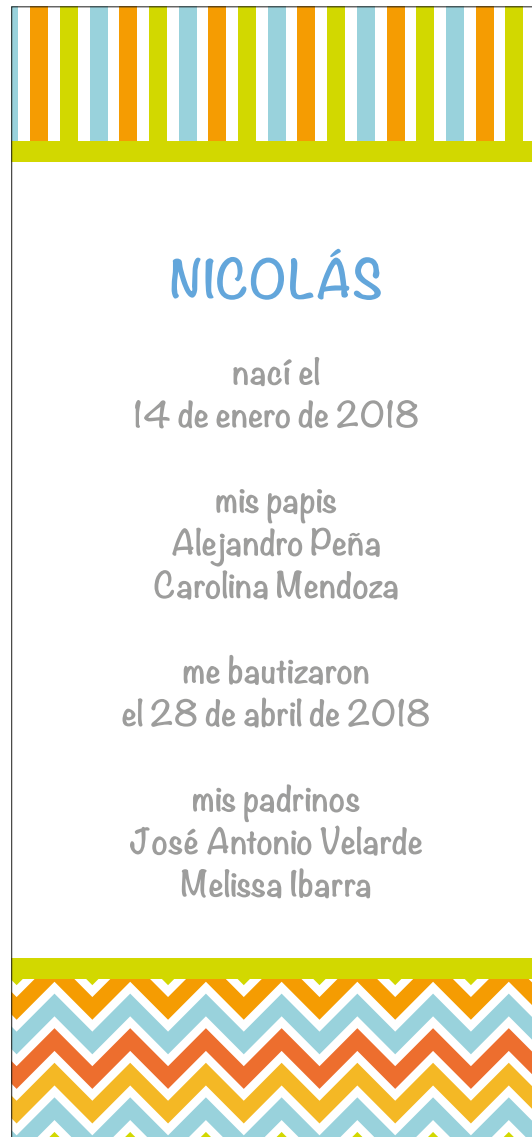 NICOLÁS
nací el
14 de enero de 2018
mis papis
Alejandro Peña
Carolina Mendoza
me bautizaron
el 28 de abril de 2018
mis padrinos
José Antonio Velarde
Melissa Ibarra